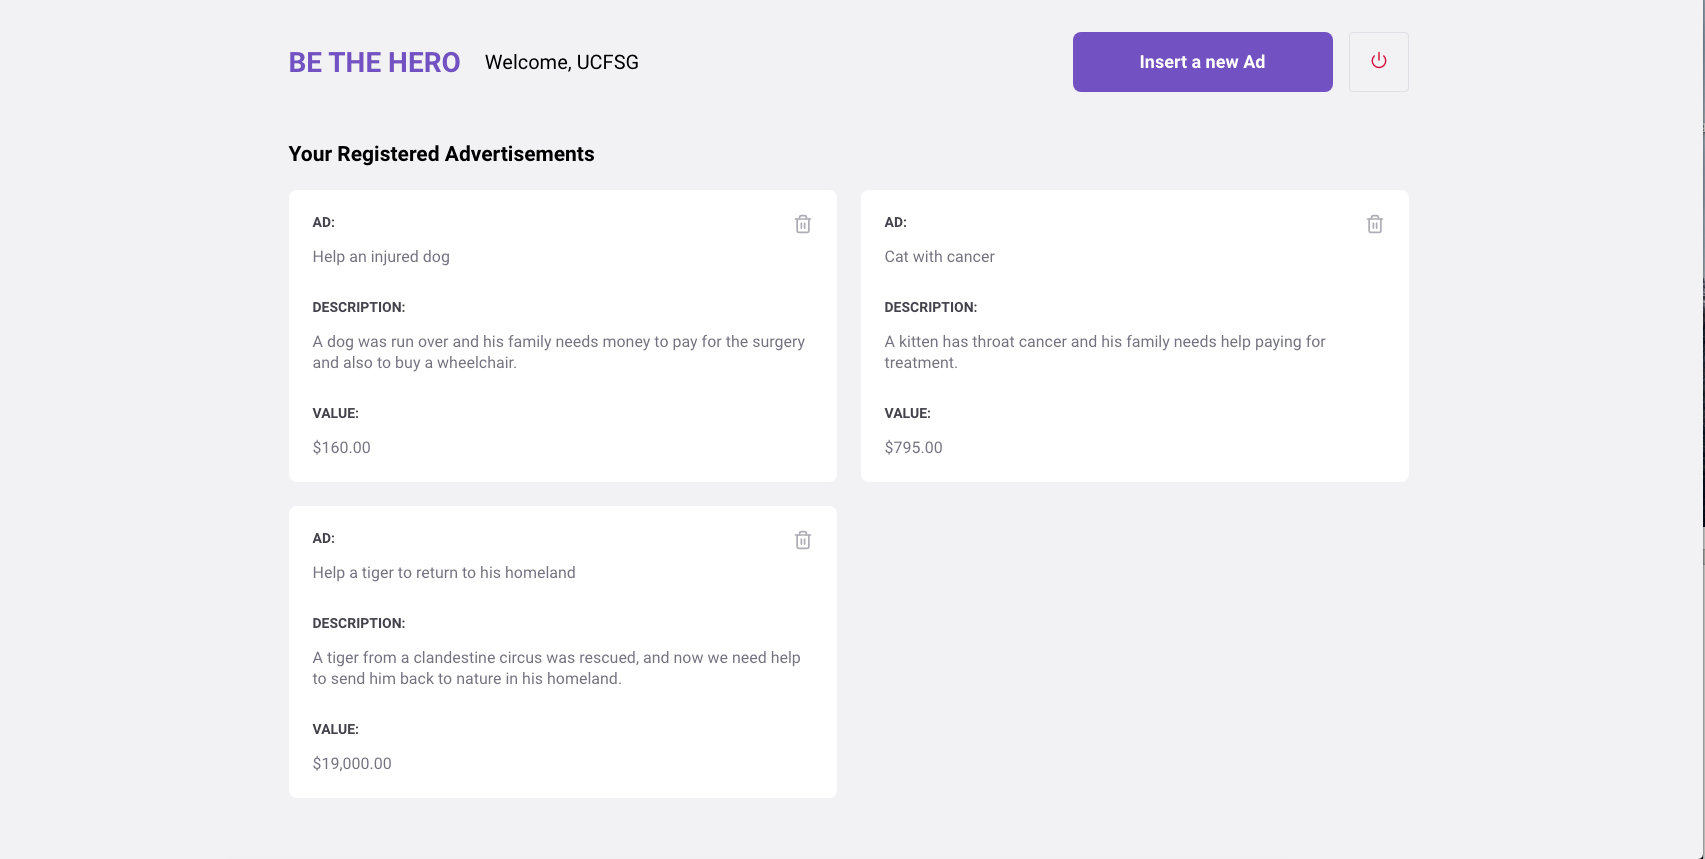 BE THE HERO
Welcome, UCFSG
Insert a new Ad
Your Registered Advertisements
AD:
Help an injured dog
DESCRIPTION:
A dog was run over and his family needs money to pay for the surgery
and also to buy a wheelchair.
VALUE:
$160.00
AD:
Cat with cancer
DESCRIPTION:
A kitten has throat cancer and his family needs help paying for
treatment.
VALUE:
$795.00
AD:
Help a tiger to return to his homeland
DESCRIPTION:
A tiger from a clandestine circus was rescued, and now we need help
to send him back to nature in his homeland.
VALUE:
$19,000.00